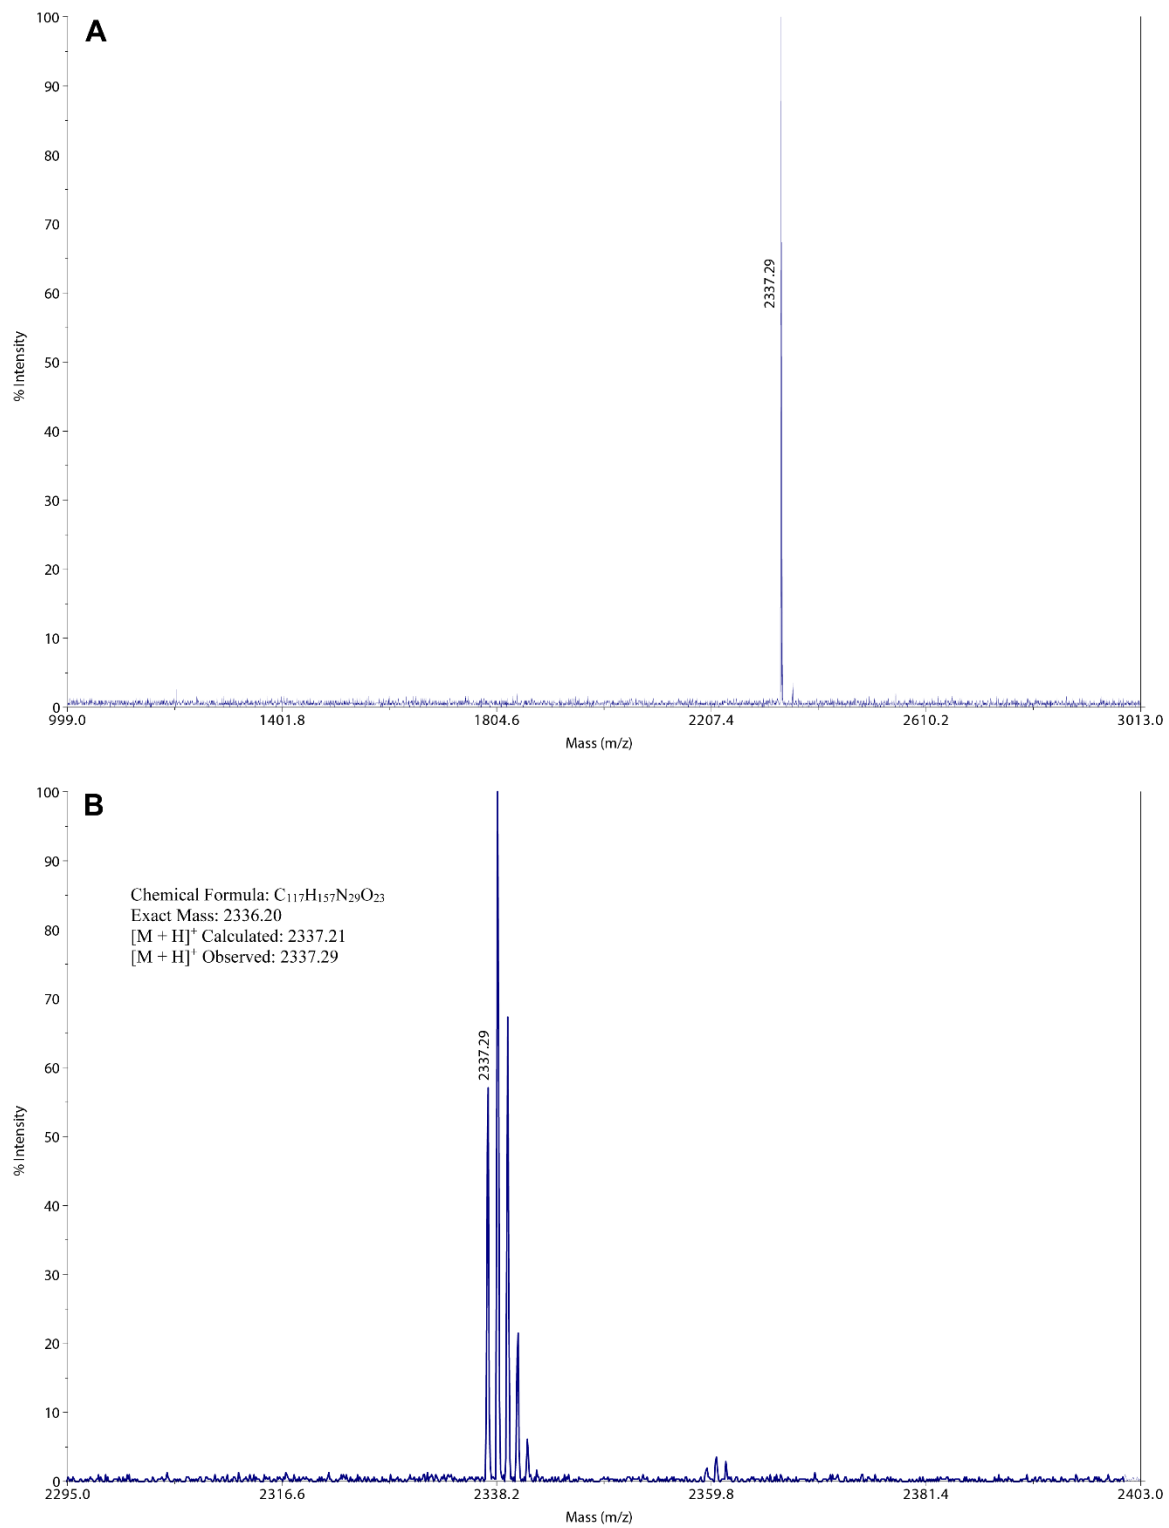 A
100
90
80
70
60
50
40
30
20
10
0
% Intensity
2337.29
999.0 1401.8 1804.6 2207.4 2610.2 3013.0
Mass (m/z)
B
100
90
80
70
60
50
40
30
20
10
0
% Intensity
Chemical Formula: C₁₁₇H₁₅₇N₂₉O₂₃
Exact Mass: 2336.20
[M + H]⁺ Calculated: 2337.21
[M + H]⁺ Observed: 2337.29
2337.29
2295.0 2316.6 2338.2 2359.8 2381.4 2403.0
Mass (m/z)